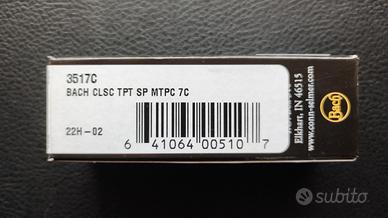 3517C
BACH CLSC TPT SP MTPC 7C
22H-02
6 41064 00510 7
Bach
Elkhart, IN 46515
www.conn-selmer.com
subito